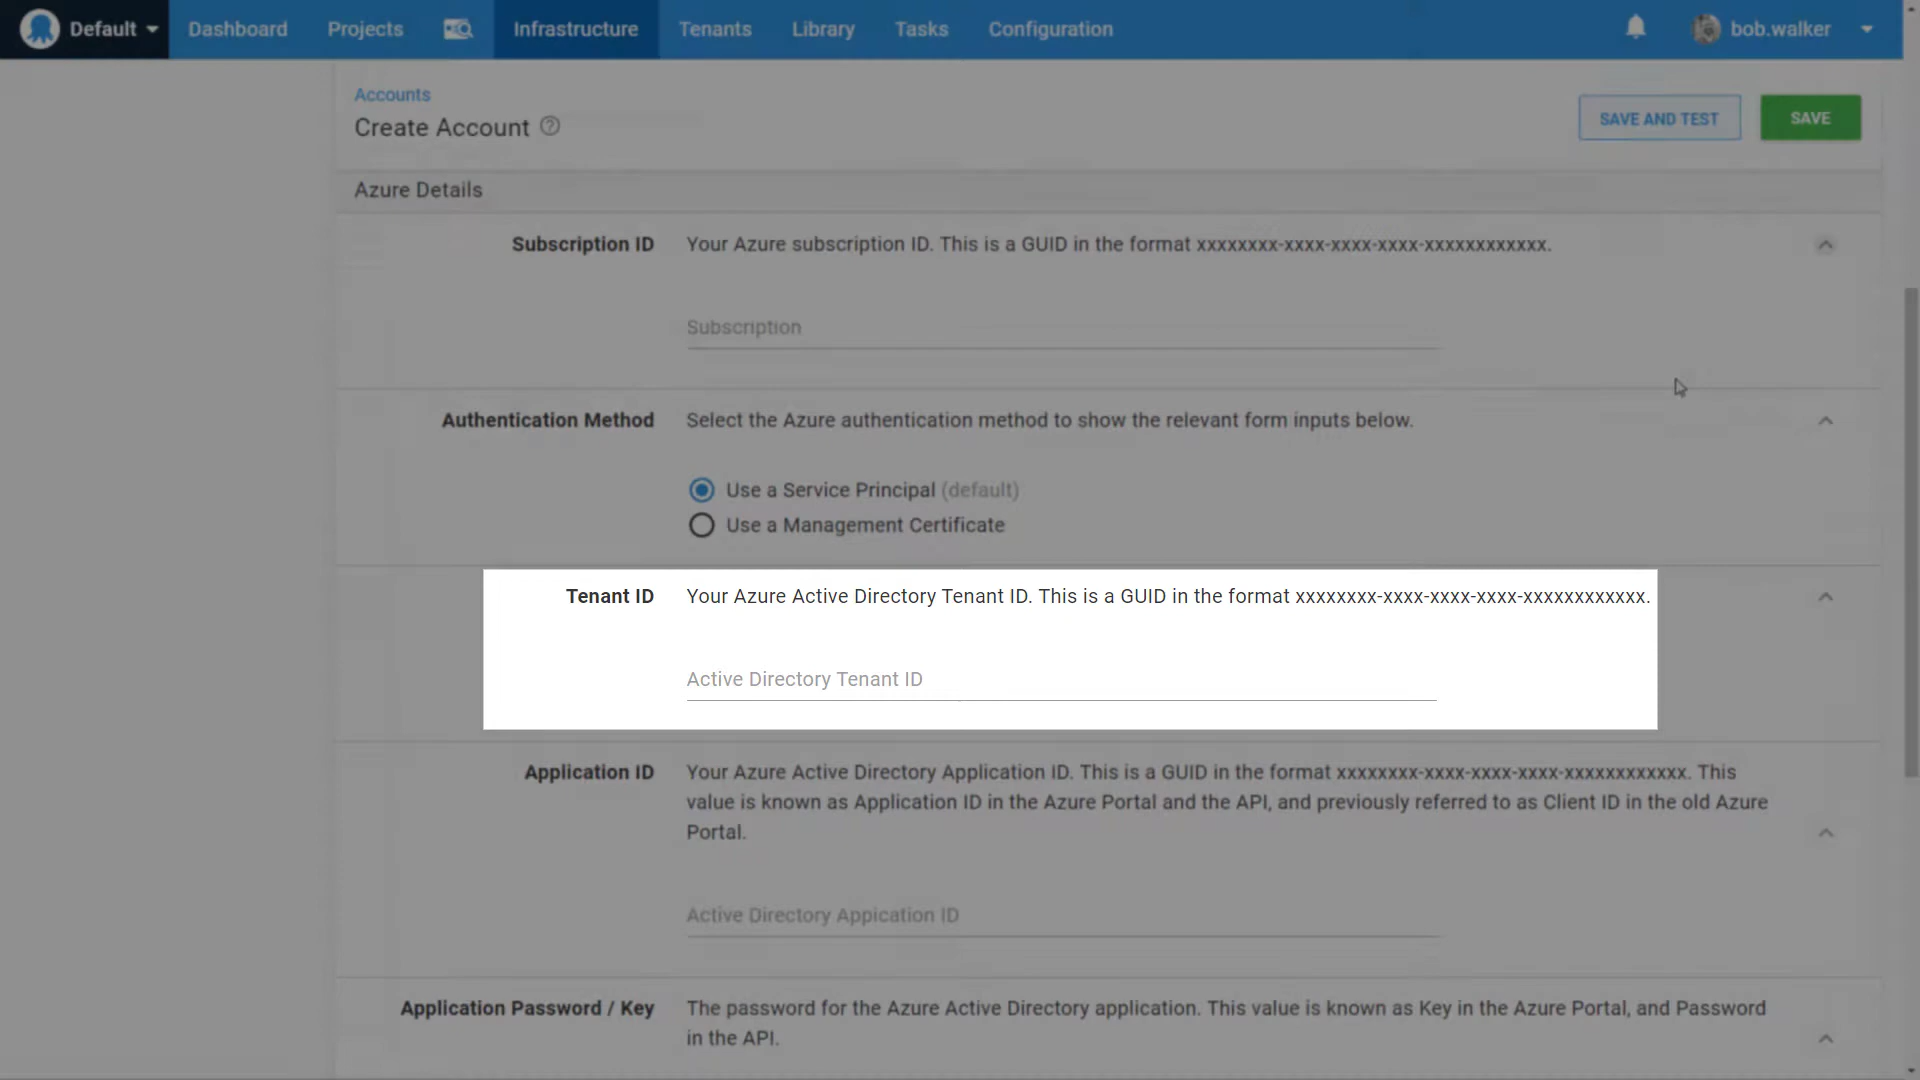 Default Dashboard Projects Infrastructure Tenants Library Tasks Configuration bob.walker
Accounts
Create Account
SAVE AND TEST SAVE
Azure Details
Subscription ID Your Azure subscription ID. This is a GUID in the format xxxxxxxx-xxxx-xxxx-xxxx-xxxxxxxxxxxx.
Subscription
Authentication Method Select the Azure authentication method to show the relevant form inputs below.
Use a Service Principal (default)
Use a Management Certificate
Tenant ID Your Azure Active Directory Tenant ID. This is a GUID in the format xxxxxxxx-xxxx-xxxx-xxxx-xxxxxxxxxxxx.
Active Directory Tenant ID
Application ID Your Azure Active Directory Application ID. This is a GUID in the format xxxxxxxx-xxxx-xxxx-xxxx-xxxxxxxxxxxx. This
value is known as Application ID in the Azure Portal and the API, and previously referred to as Client ID in the old Azure
Portal.
Active Directory Appication ID
Application Password / Key The password for the Azure Active Directory application. This value is known as Key in the Azure Portal, and Password
in the API.